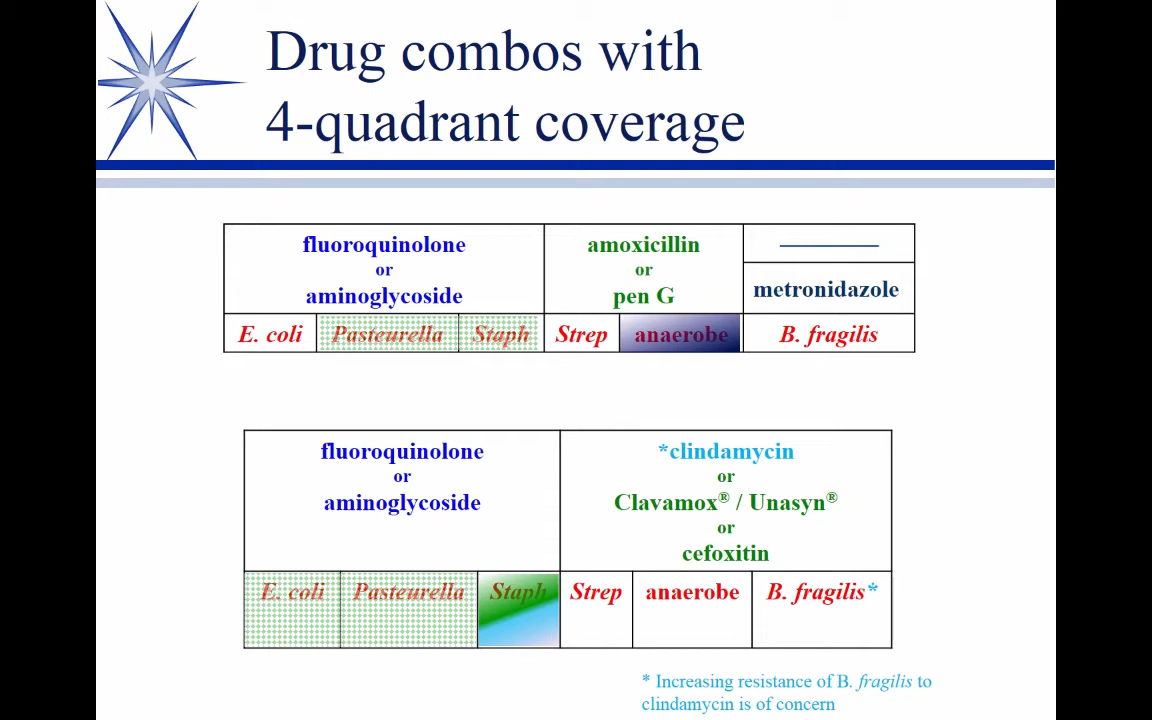 Drug combos with
4-quadrant coverage
fluoroquinolone
or
aminoglycoside
amoxicillin
or
pen G
metronidazole
E. coli
Pasteurella
Staph
Strep
anaerobe
B. fragilis
fluoroquinolone
or
aminoglycoside
*clindamycin
or
Clavamox® / Unasyn®
or
cefoxitin
E. coli
Pasteurella
Staph
Strep
anaerobe
B. fragilis*
* Increasing resistance of B. fragilis to
clindamycin is of concern